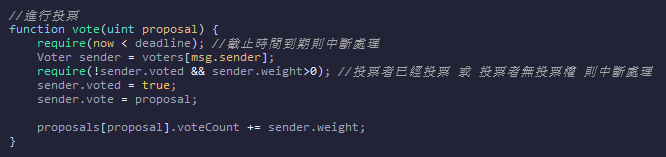 //進行投票
function vote(uint proposal) {
    require(now < deadline); //截止時間到期則中斷處理
    Voter sender = voters[msg.sender];
    require(!sender.voted && sender.weight>0); //投票者已經投票 或 投票者無投票權 則中斷處理
    sender.voted = true;
    sender.vote = proposal;

    proposals[proposal].voteCount += sender.weight;
}